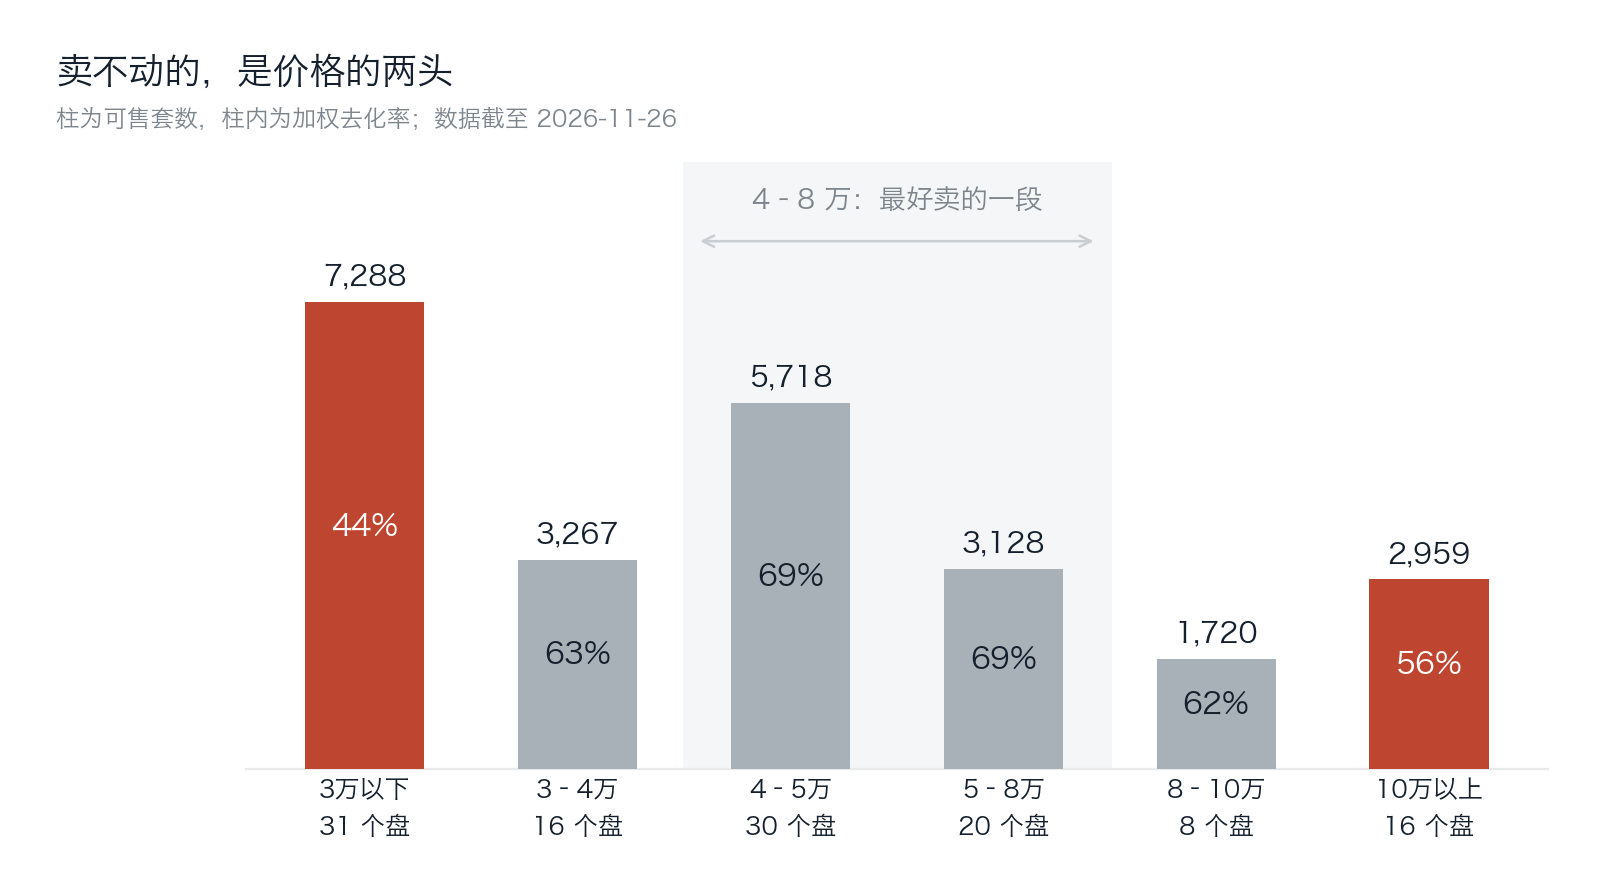 卖不动的，是价格的两头
柱为可售套数，柱内为加权去化率；数据截至 2026-11-26
4 - 8 万：最好卖的一段
7,288
5,718
3,267
3,128
2,959
1,720
44%
63%
69%
69%
62%
56%
3万以下
3 - 4万
4 - 5万
5 - 8万
8 - 10万
10万以上
31 个盘
16 个盘
30 个盘
20 个盘
8 个盘
16 个盘